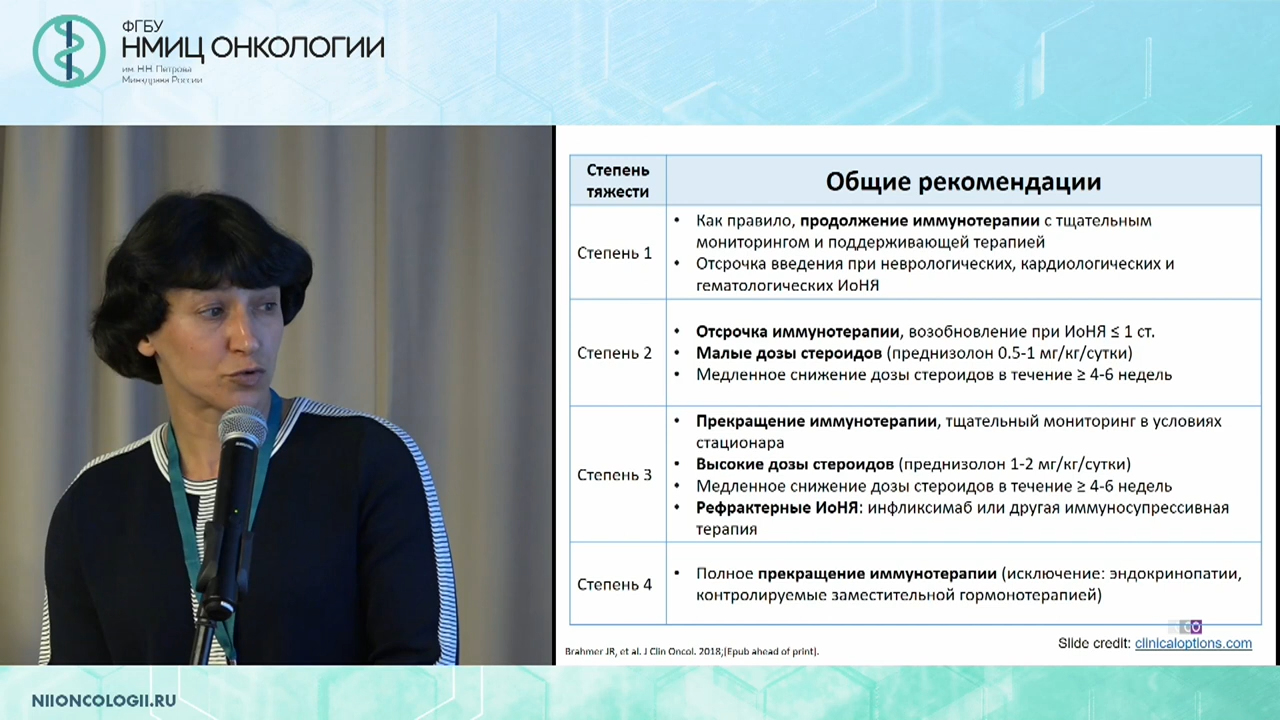 ФГБУ
НМИЦ ОНКОЛОГИИ
им. Н.Н. Петрова
Минздрава России
Степень
тяжести
Общие рекомендации
Степень 1
• Как правило, продолжение иммунотерапии с тщательным
мониторингом и поддерживающей терапией
• Отсрочка введения при неврологических, кардиологических и
гематологических ИоНЯ
Степень 2
• Отсрочка иммунотерапии, возобновление при ИоНЯ ≤ 1 ст.
• Малые дозы стероидов (преднизолон 0.5-1 мг/кг/сутки)
• Медленное снижение дозы стероидов в течение ≥ 4-6 недель
Степень 3
• Прекращение иммунотерапии, тщательный мониторинг в условиях
стационара
• Высокие дозы стероидов (преднизолон 1-2 мг/кг/сутки)
• Медленное снижение дозы стероидов в течение ≥ 4-6 недель
• Рефрактерные ИоНЯ: инфликсимаб или другая иммуносупрессивная
терапия
Степень 4
• Полное прекращение иммунотерапии (исключение: эндокринопатии,
контролируемые заместительной гормонотерапией)
Brahmer JR, et al. J Clin Oncol. 2018;[Epub ahead of print].
Slide credit: clinicaloptions.com
NIIONCOLOGII.RU